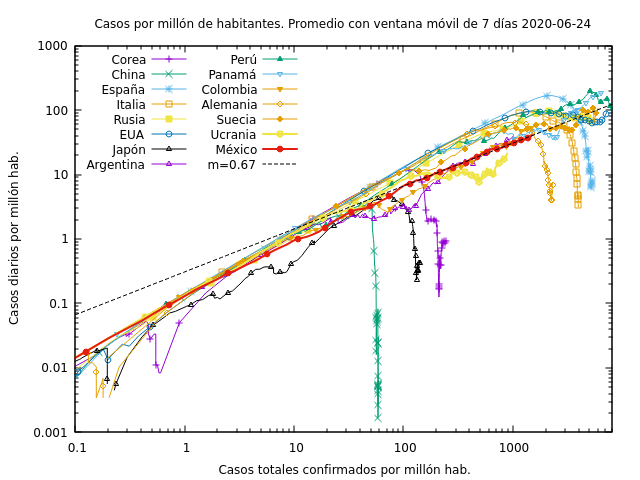 Casos por millón de habitantes. Promedio con ventana móvil de 7 días 2020-06-24
1000
100
10
1
0.1
0.01
0.001
Casos diarios por millón hab.
Corea
China
España
Italia
Rusia
EUA
Japón
Argentina
Perú
Panamá
Colombia
Alemania
Suecia
Ucrania
México
m=0.67
0.1
1
10
100
1000
Casos totales confirmados por millón hab.